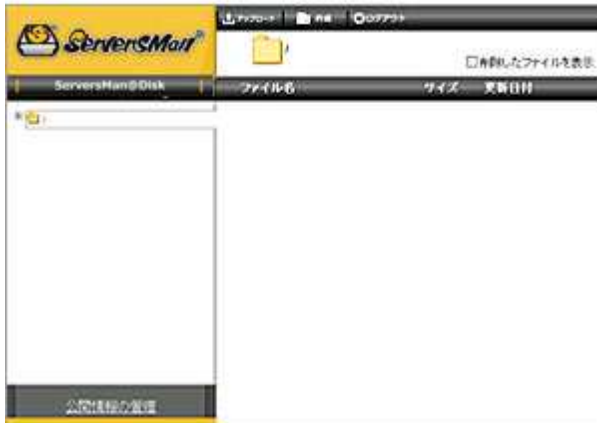 ServersMan®
アップロード 作成 ログアウト
/
削除したファイルを表示
ServersMan@Disk
ファイル名 サイズ 更新日付
/
公開情報の管理